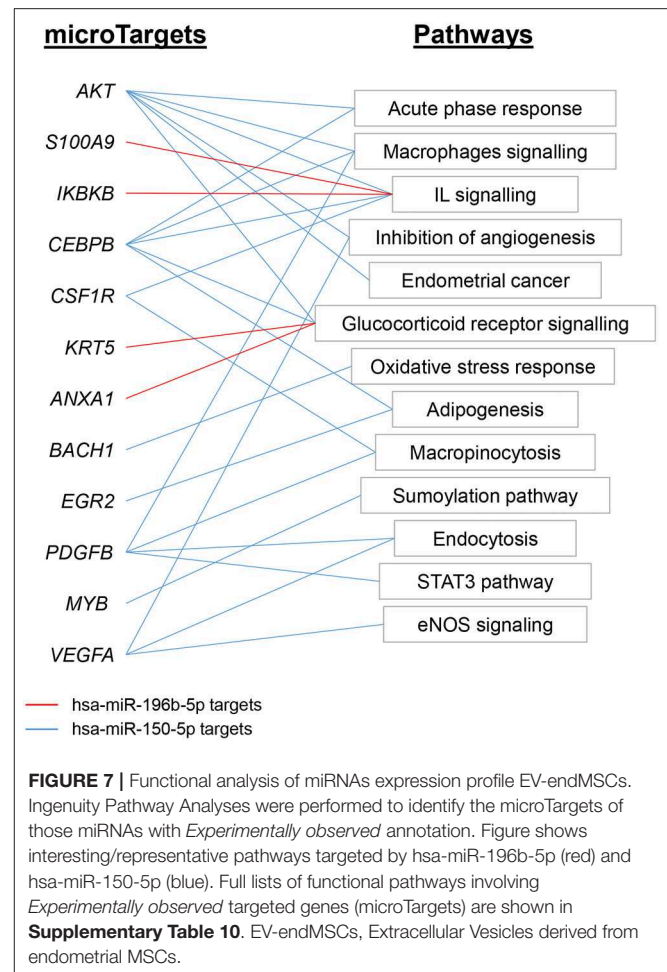 microTargets
Pathways
AKT
S100A9
IKBKB
CEBPB
CSF1R
KRT5
ANXA1
BACH1
EGR2
PDGFB
MYB
VEGFA
Acute phase response
Macrophages signalling
IL signalling
Inhibition of angiogenesis
Endometrial cancer
Glucocorticoid receptor signalling
Oxidative stress response
Adipogenesis
Macropinocytosis
Sumoylation pathway
Endocytosis
STAT3 pathway
eNOS signaling
hsa-miR-196b-5p targets
hsa-miR-150-5p targets
FIGURE 7 | Functional analysis of miRNAs expression profile EV-endMSCs.
Ingenuity Pathway Analyses were performed to identify the microTargets of
those miRNAs with Experimentally observed annotation. Figure shows
interesting/representative pathways targeted by hsa-miR-196b-5p (red) and
hsa-miR-150-5p (blue). Full lists of functional pathways involving
Experimentally observed targeted genes (microTargets) are shown in
Supplementary Table 10. EV-endMSCs, Extracellular Vesicles derived from
endometrial MSCs.